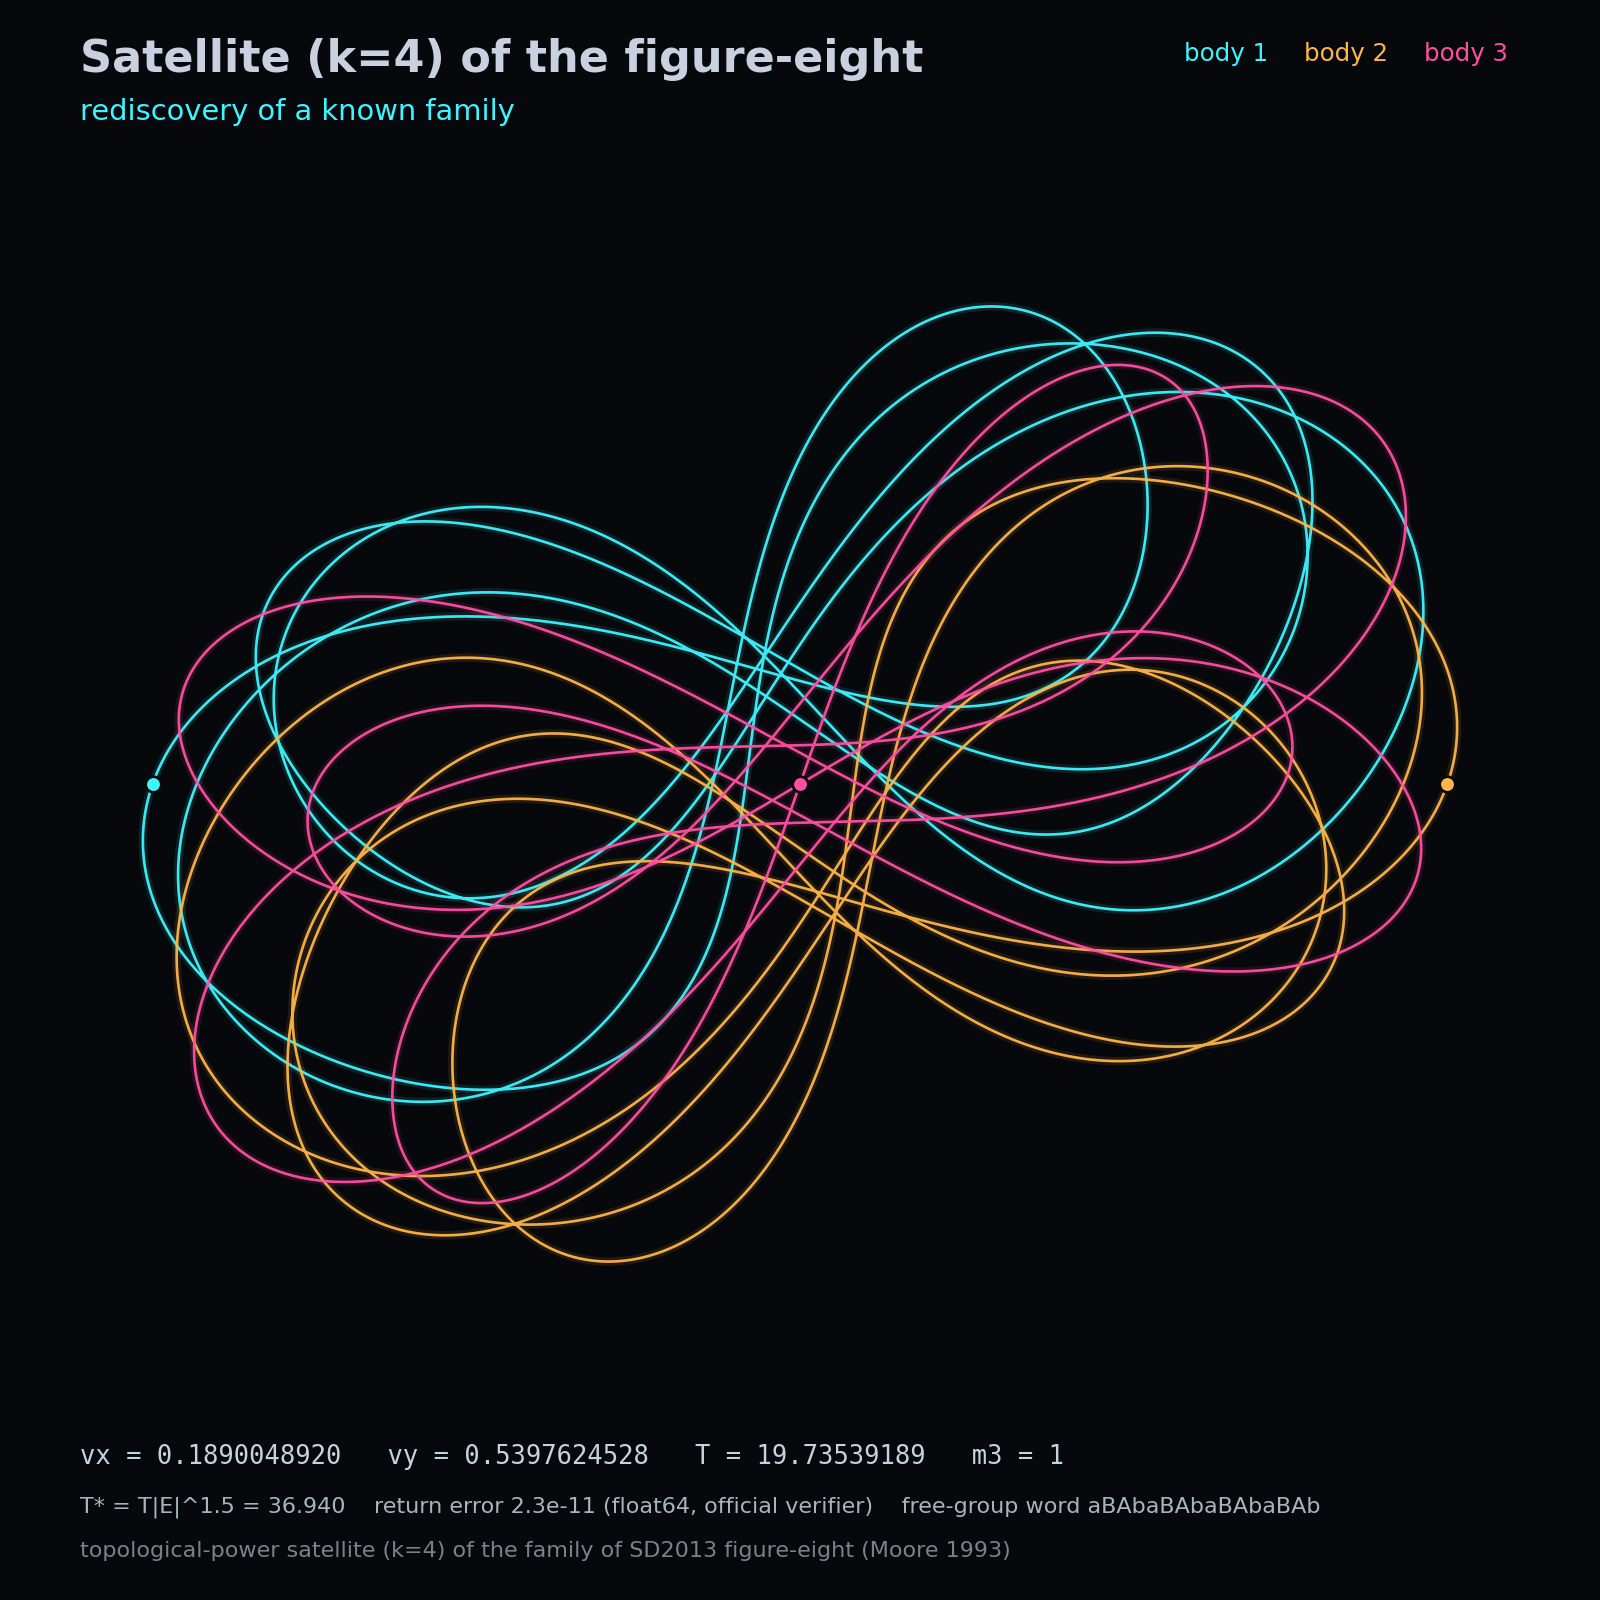 Satellite (k=4) of the figure-eight
body 1 body 2 body 3
rediscovery of a known family
vx = 0.1890048920 vy = 0.5397624528 T = 19.73539189 m3 = 1
T* = T|E|^1.5 = 36.940 return error 2.3e-11 (float64, official verifier) free-group word aBAbaBAbaBAbaBAb
topological-power satellite (k=4) of the family of SD2013 figure-eight (Moore 1993)